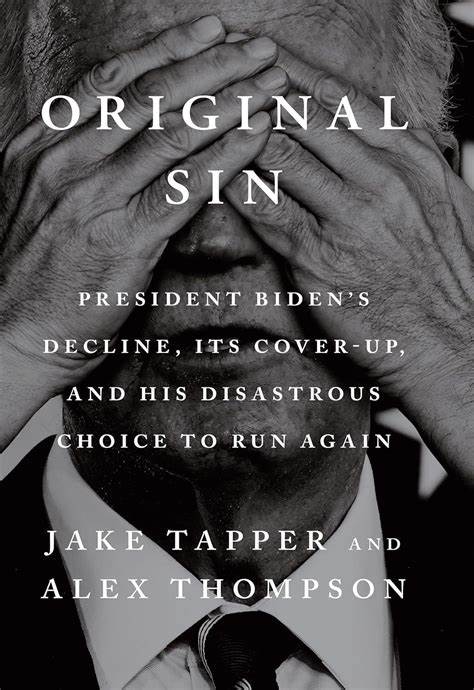 ORIGINAL
SIN
PRESIDENT BIDEN'S
DECLINE, ITS COVER-UP,
AND HIS DISASTROUS
CHOICE TO RUN AGAIN
JAKE TAPPER AND
ALEX THOMPSON